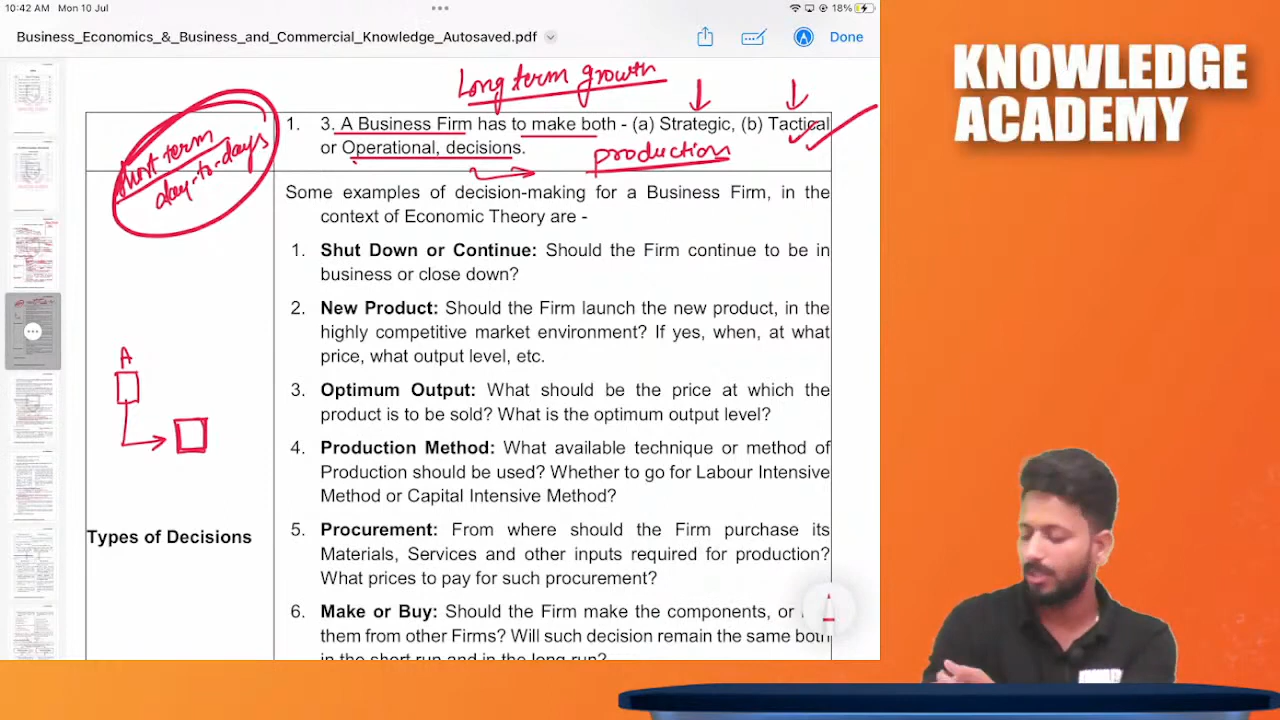 10:42 AM Mon 10 Jul
18%
Business_Economics_&_Business_and_Commercial_Knowledge_Autosaved.pdf
Done
KNOWLEDGE
ACADEMY
Long term growth
1. 3. A Business Firm has to make both - (a) Strategic, (b) Tactical
or Operational, decisions.
production
short term
day-to-days
Some examples of decision-making for a Business Firm, in the
context of Economic Theory are -
Shut Down or Continue: Should the Firm continue to be in
business or close down?
2. New Product: Should the Firm launch the new product, in the
highly competitive market environment? If yes, when, at what
price, what output level, etc.
A
Optimum Output: What should be the price at which the
product is to be sold? What is the optimum output level?
Production Method: What available technique or method of
Production should be used? Whether to go for Labour Intensive
Method or Capital Intensive Method?
Types of Decisions
Procurement: From where should the Firm purchase its
Materials, Services and other inputs required for production?
What prices to pay for such procurement?
6. Make or Buy: Should the Firm make the components, or
them from other Firms? Will such decision remain the same both
in the short run and in the long run?